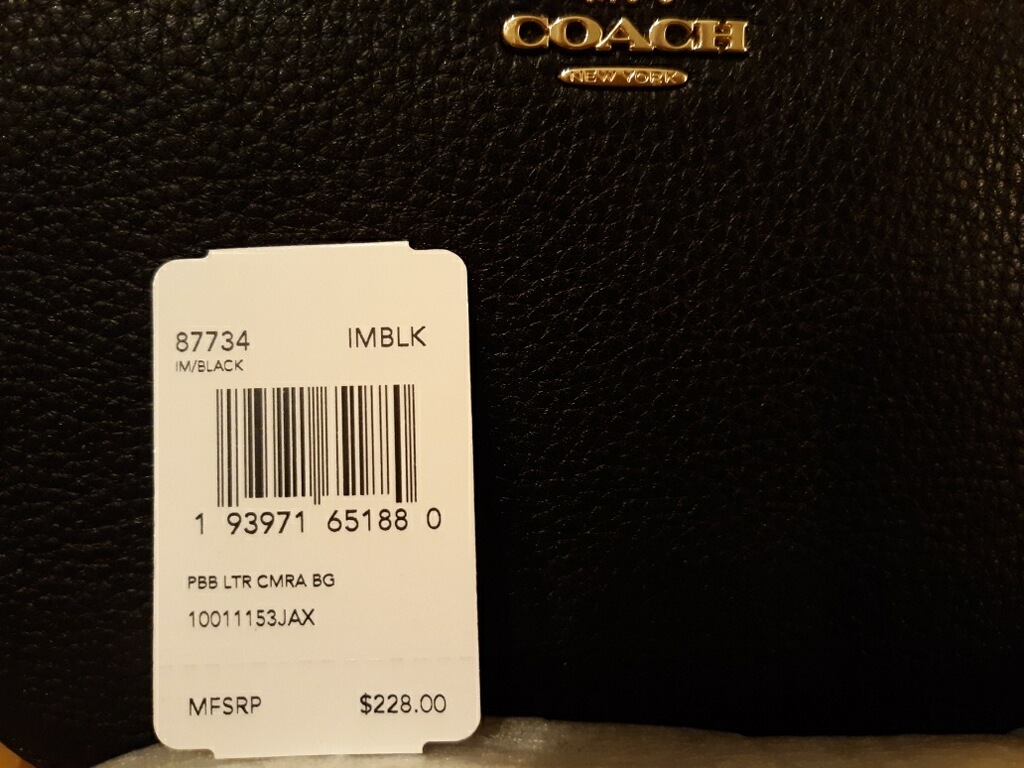 COACH
NEW YORK
87734 IMBLK
IM/BLACK
1 93971 65188 0
PBB LTR CMRA BG
10011153JAX
MFSRP $228.00